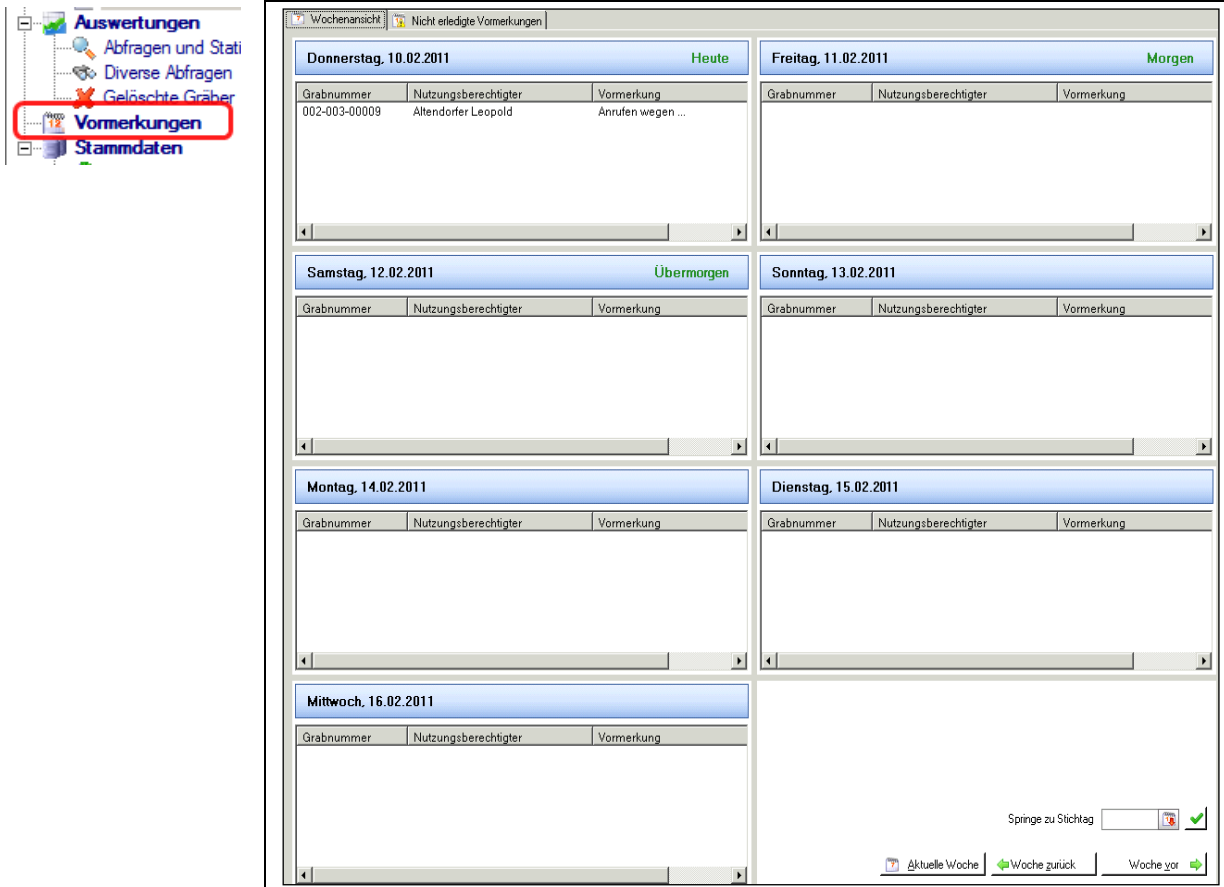 Auswertungen
Abfragen und Stati
Diverse Abfragen
Gelöschte Gräber
Vormerkungen
Stammdaten
Wochenansicht Nicht erledigte Vormerkungen
Donnerstag, 10.02.2011 Heute
Grabnummer Nutzungsberechtigter Vormerkung
002-003-00009 Altendorfer Leopold Anrufen wegen ...
Freitag, 11.02.2011 Morgen
Grabnummer Nutzungsberechtigter Vormerkung
Samstag, 12.02.2011 Übermorgen
Grabnummer Nutzungsberechtigter Vormerkung
Sonntag, 13.02.2011
Grabnummer Nutzungsberechtigter Vormerkung
Montag, 14.02.2011
Grabnummer Nutzungsberechtigter Vormerkung
Dienstag, 15.02.2011
Grabnummer Nutzungsberechtigter Vormerkung
Mittwoch, 16.02.2011
Grabnummer Nutzungsberechtigter Vormerkung
Springe zu Stichtag
Aktuelle Woche Woche zurück Woche vor